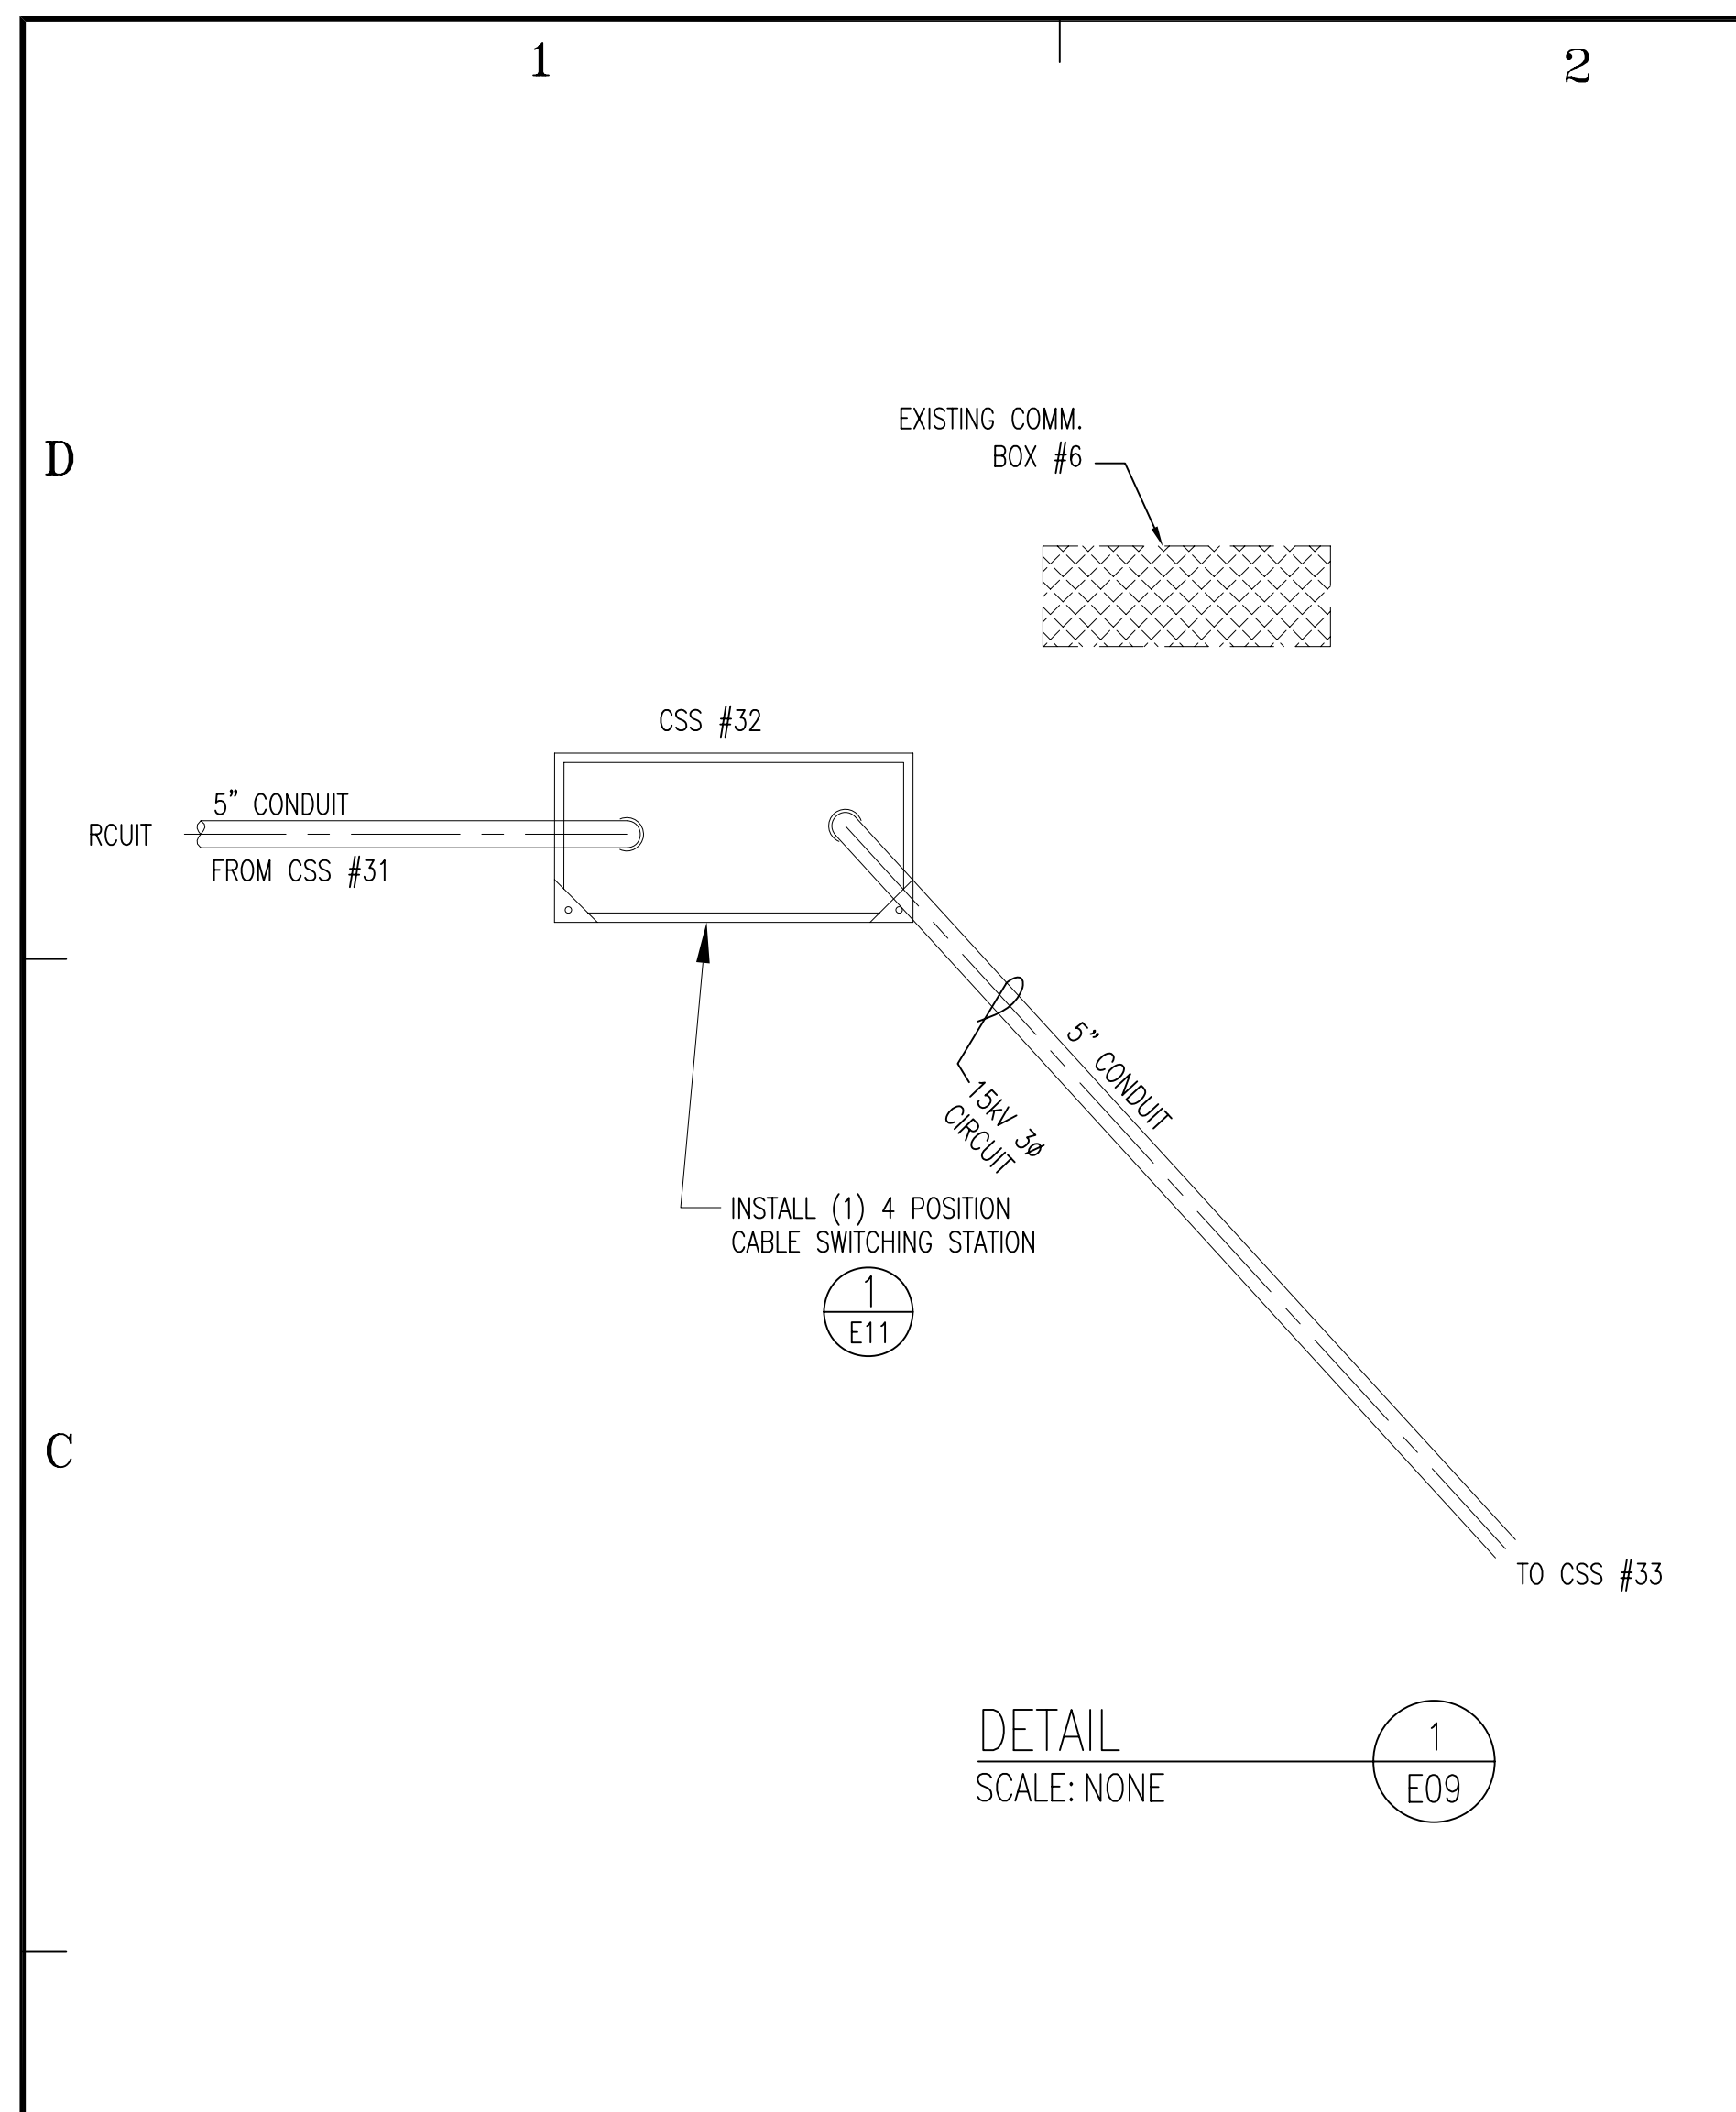 1
2
D
EXISTING COMM.
BOX #6
CSS #32
5" CONDUIT
RCUIT
FROM CSS #31
5" CONDUIT
15kV 3ø
CIRCUIT
INSTALL (1) 4 POSITION
CABLE SWITCHING STATION
1
E11
C
TO CSS #33
DETAIL
SCALE: NONE
1
E09